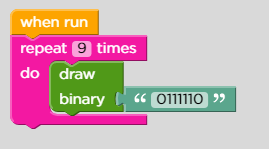 when run
repeat 9 times
do draw
binary “ 0111110 ”